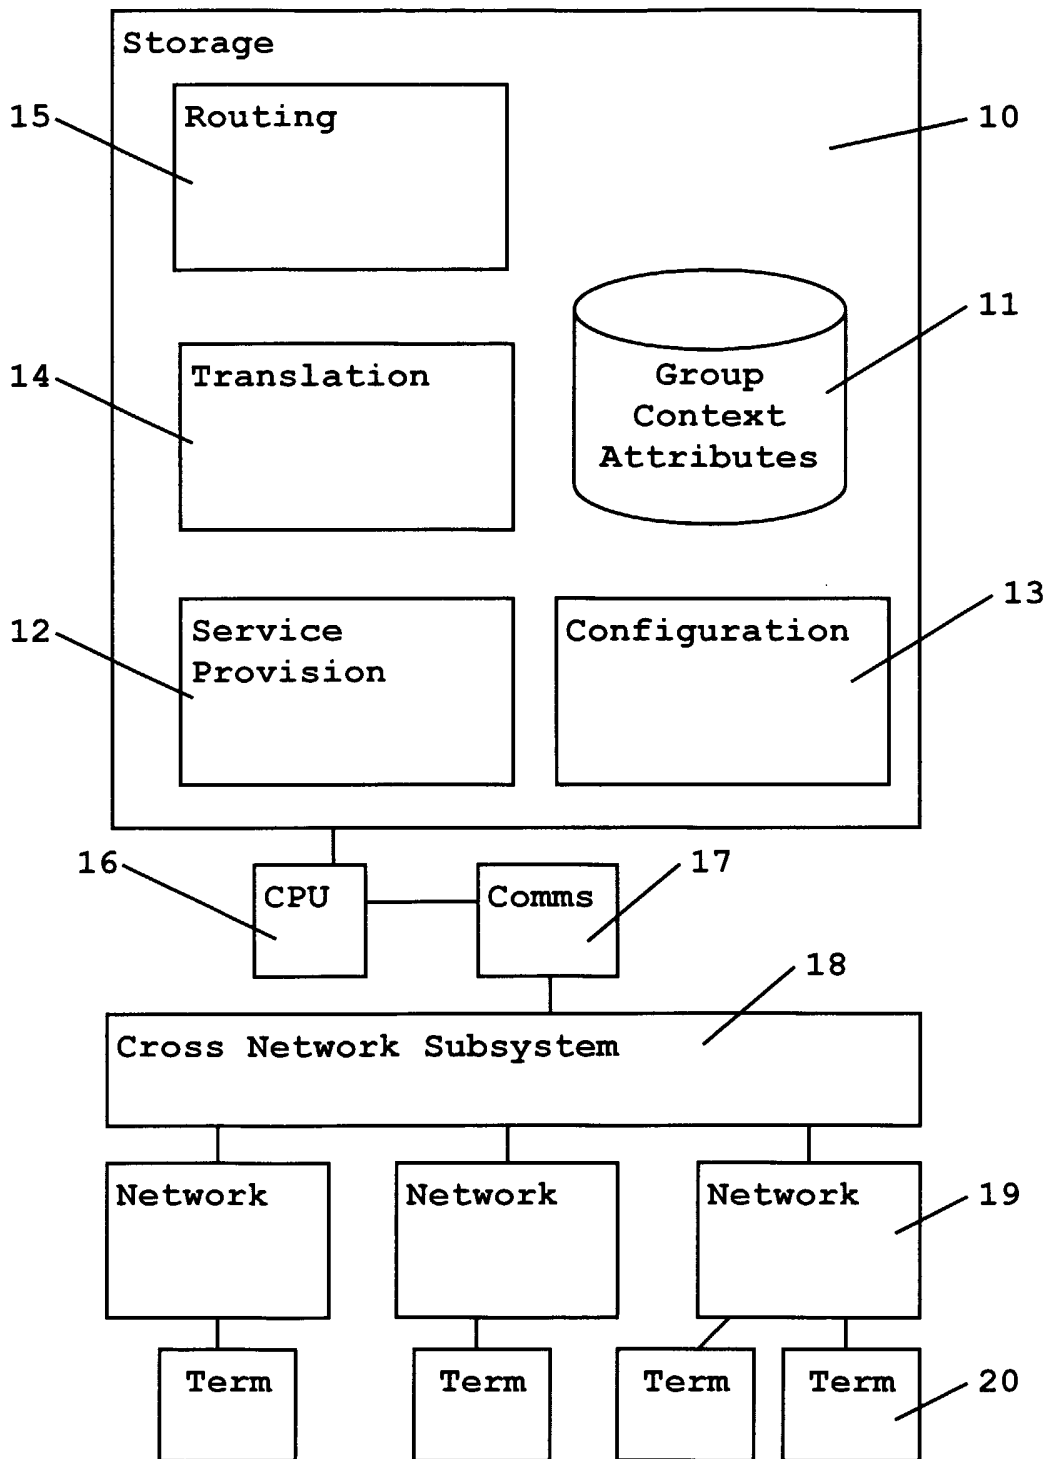 Storage
15
Routing
10
11
14
Translation
Group
Context
Attributes
13
12
Service
Provision
Configuration
16
CPU
Comms
17
18
Cross Network Subsystem
Network
Network
Network
19
Term
Term
Term
Term
20